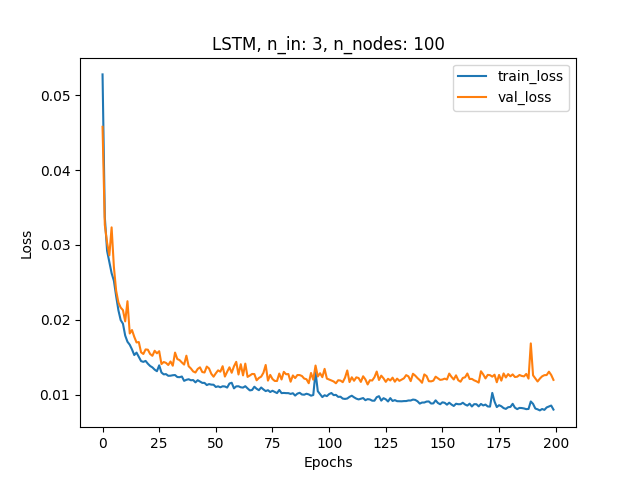 LSTM, n_in: 3, n_nodes: 100
train_loss
val_loss
0.05
0.04
0.03
0.02
0.01
Loss
0 25 50 75 100 125 150 175 200
Epochs